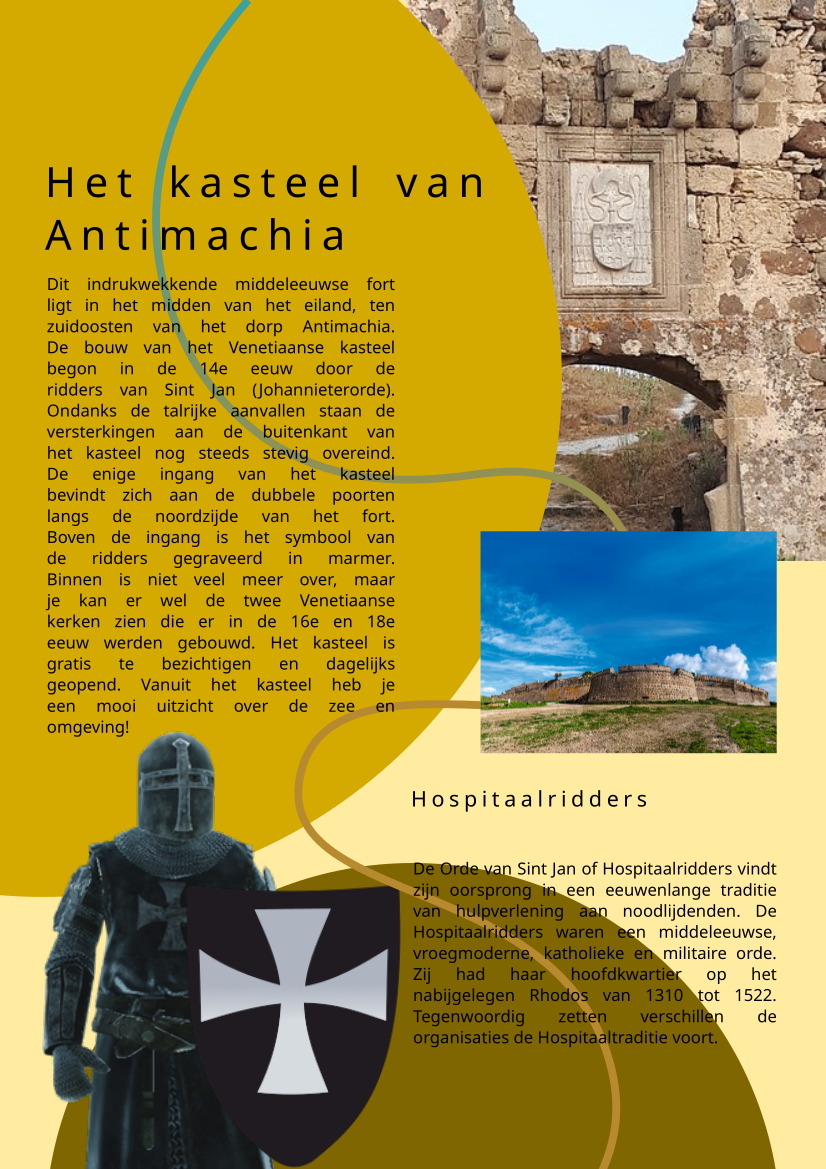 Het kasteel van
Antimachia
Dit indrukwekkende middeleeuwse fort
ligt in het midden van het eiland, ten
zuidoosten van het dorp Antimachia.
De bouw van het Venetiaanse kasteel
begon in de 14e eeuw door de
ridders van Sint Jan (Johannieterorde).
Ondanks de talrijke aanvallen staan de
versterkingen aan de buitenkant van
het kasteel nog steeds stevig overeind.
De enige ingang van het kasteel
bevindt zich aan de dubbele poorten
langs de noordzijde van het fort.
Boven de ingang is het symbool van
de ridders gegraveerd in marmer.
Binnen is niet veel meer over, maar
je kan er wel de twee Venetiaanse
kerken zien die er in de 16e en 18e
eeuw werden gebouwd. Het kasteel is
gratis te bezichtigen en dagelijks
geopend. Vanuit het kasteel heb je
een mooi uitzicht over de zee en
omgeving!
Hospitaalridders
De Orde van Sint Jan of Hospitaalridders vindt
zijn oorsprong in een eeuwenlange traditie
van hulpverlening aan noodlijdenden. De
Hospitaalridders waren een middeleeuwse,
vroegmoderne, katholieke en militaire orde.
Zij had haar hoofdkwartier op het
nabijgelegen Rhodos van 1310 tot 1522.
Tegenwoordig zetten verschillen de
organisaties de Hospitaaltraditie voort.